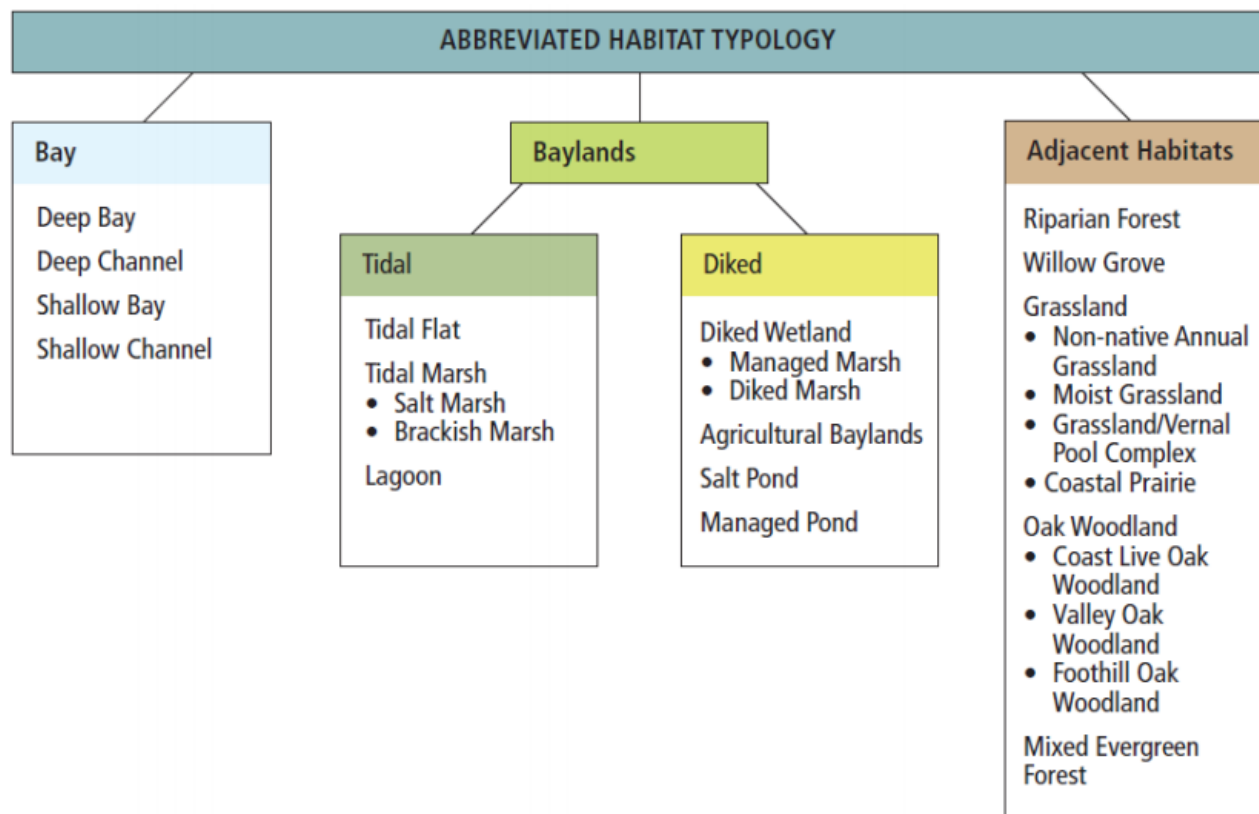 ABBREVIATED HABITAT TYPOLOGY
Bay
Deep Bay
Deep Channel
Shallow Bay
Shallow Channel
Baylands
Tidal
Tidal Flat
Tidal Marsh
• Salt Marsh
• Brackish Marsh
Lagoon
Diked
Diked Wetland
• Managed Marsh
• Diked Marsh
Agricultural Baylands
Salt Pond
Managed Pond
Adjacent Habitats
Riparian Forest
Willow Grove
Grassland
• Non-native Annual
Grassland
• Moist Grassland
• Grassland/Vernal
Pool Complex
• Coastal Prairie
Oak Woodland
• Coast Live Oak
Woodland
• Valley Oak
Woodland
• Foothill Oak
Woodland
Mixed Evergreen
Forest